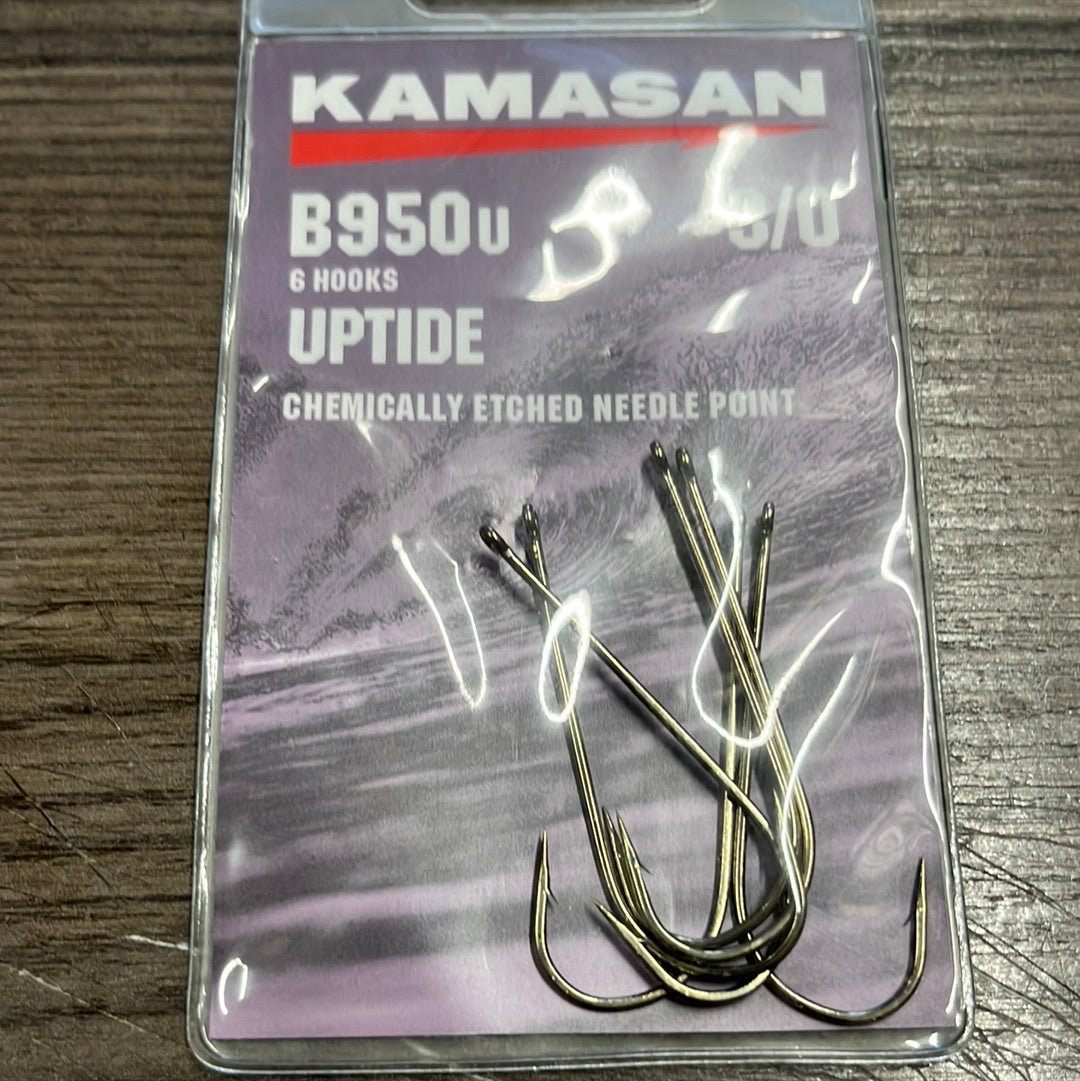 KAMASAN
B950U
6 HOOKS
UPTIDE
CHEMICALLY ETCHED NEEDLE POINT